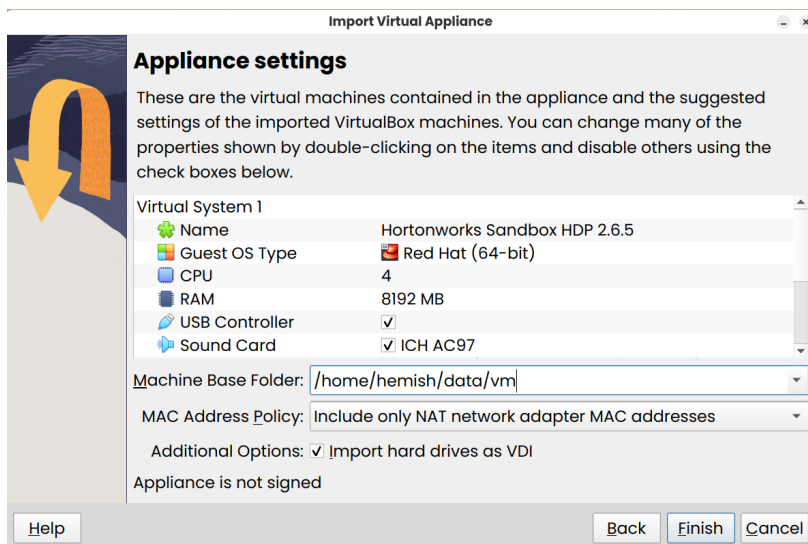 Import Virtual Appliance
Appliance settings
These are the virtual machines contained in the appliance and the suggested
settings of the imported VirtualBox machines. You can change many of the
properties shown by double-clicking on the items and disable others using the
check boxes below.
Virtual System 1
Name Hortonworks Sandbox HDP 2.6.5
Guest OS Type Red Hat (64-bit)
CPU 4
RAM 8192 MB
USB Controller
Sound Card ICH AC97
Machine Base Folder: /home/hemish/data/vm
MAC Address Policy: Include only NAT network adapter MAC addresses
Additional Options: Import hard drives as VDI
Appliance is not signed
Help Back Finish Cancel